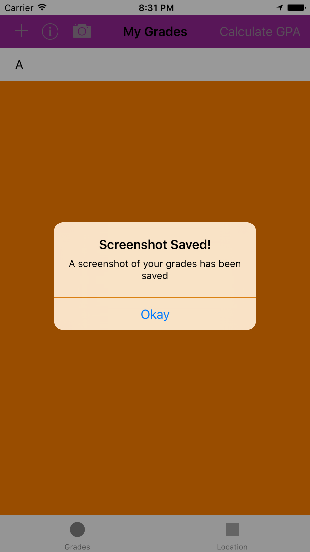 Carrier 8:31 PM
My Grades Calculate GPA
A
Screenshot Saved!
A screenshot of your grades has been
saved
Okay
Grades Location